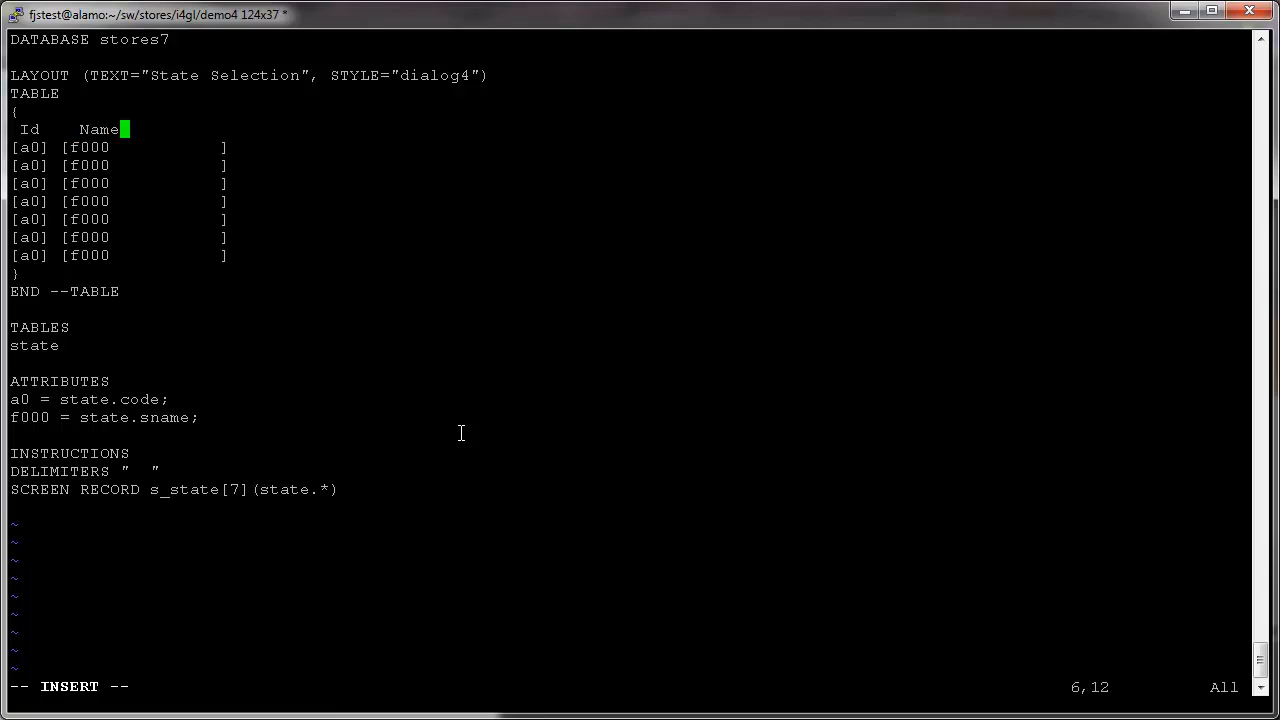 fjstest@alamo:~/sw/stores/i4gl/demo4 124x37 *
DATABASE stores7
LAYOUT (TEXT="State Selection", STYLE="dialog4")
TABLE
{
 Id    Name
[a0] [f000           ]
[a0] [f000           ]
[a0] [f000           ]
[a0] [f000           ]
[a0] [f000           ]
[a0] [f000           ]
[a0] [f000           ]
}
END --TABLE
TABLES
state
ATTRIBUTES
a0 = state.code;
f000 = state.sname;
INSTRUCTIONS
DELIMITERS "  "
SCREEN RECORD s_state[7](state.*)
~
~
~
~
~
~
~
~
~
-- INSERT -- 6,12 All